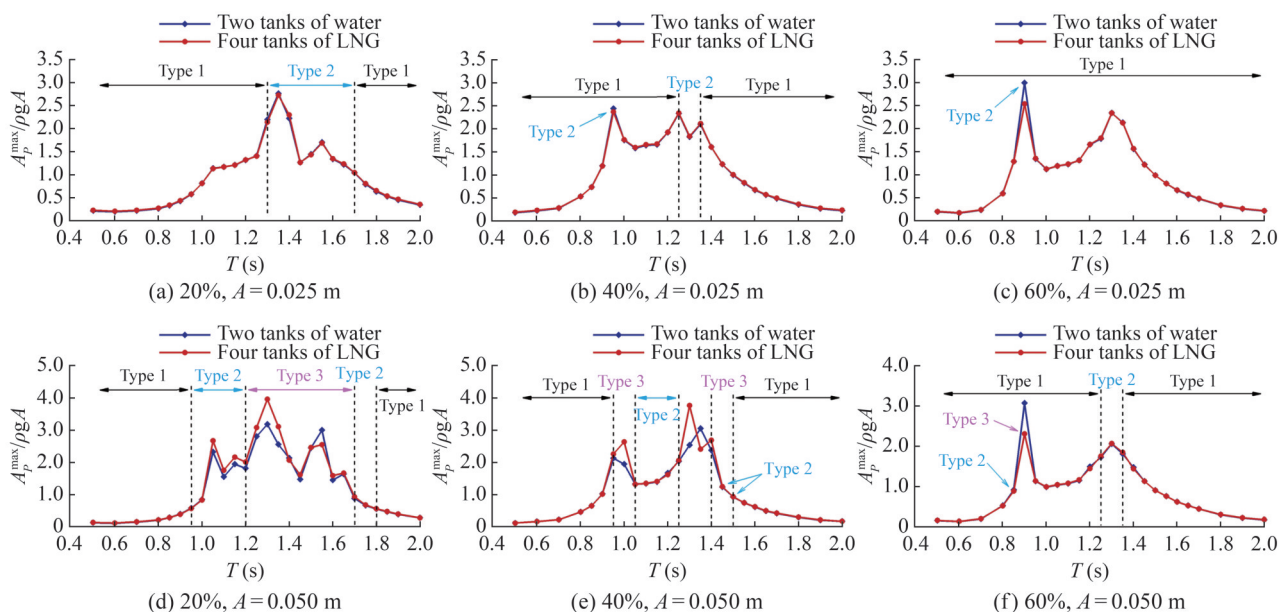 Two tanks of water
Four tanks of LNG
3.5
3.0
2.5
2.0
1.5
1.0
0.5
0
A_P^max/ρgA
Type 1
Type 2
Type 1
0.4 0.6 0.8 1.0 1.2 1.4 1.6 1.8 2.0
T (s)
(a) 20%, A = 0.025 m
Two tanks of water
Four tanks of LNG
3.5
3.0
2.5
2.0
1.5
1.0
0.5
0
A_P^max/ρgA
Type 2
Type 1
Type 1
Type 2
0.4 0.6 0.8 1.0 1.2 1.4 1.6 1.8 2.0
T (s)
(b) 40%, A = 0.025 m
Two tanks of water
Four tanks of LNG
3.5
3.0
2.5
2.0
1.5
1.0
0.5
0
A_P^max/ρgA
Type 1
Type 2
0.4 0.6 0.8 1.0 1.2 1.4 1.6 1.8 2.0
T (s)
(c) 60%, A = 0.025 m
Two tanks of water
Four tanks of LNG
5.0
4.0
3.0
2.0
1.0
0
A_P^max/ρgA
Type 2
Type 1
Type 2
Type 3
Type 1
0.4 0.6 0.8 1.0 1.2 1.4 1.6 1.8 2.0
T (s)
(d) 20%, A = 0.050 m
Two tanks of water
Four tanks of LNG
5.0
4.0
3.0
2.0
1.0
0
A_P^max/ρgA
Type 1
Type 3
Type 3
Type 1
Type 2
Type 2
0.4 0.6 0.8 1.0 1.2 1.4 1.6 1.8 2.0
T (s)
(e) 40%, A = 0.050 m
Two tanks of water
Four tanks of LNG
4.0
3.0
2.0
1.0
0
A_P^max/ρgA
Type 2
Type 1
Type 1
Type 3
Type 2
0.4 0.6 0.8 1.0 1.2 1.4 1.6 1.8 2.0
T (s)
(f) 60%, A = 0.050 m